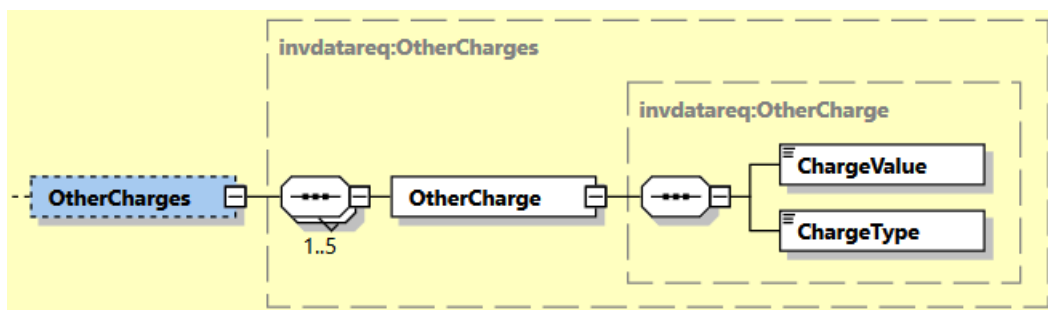 invdatareq:OtherCharges
invdatareq:OtherCharge
OtherCharges
OtherCharge
ChargeValue
ChargeType
1..5